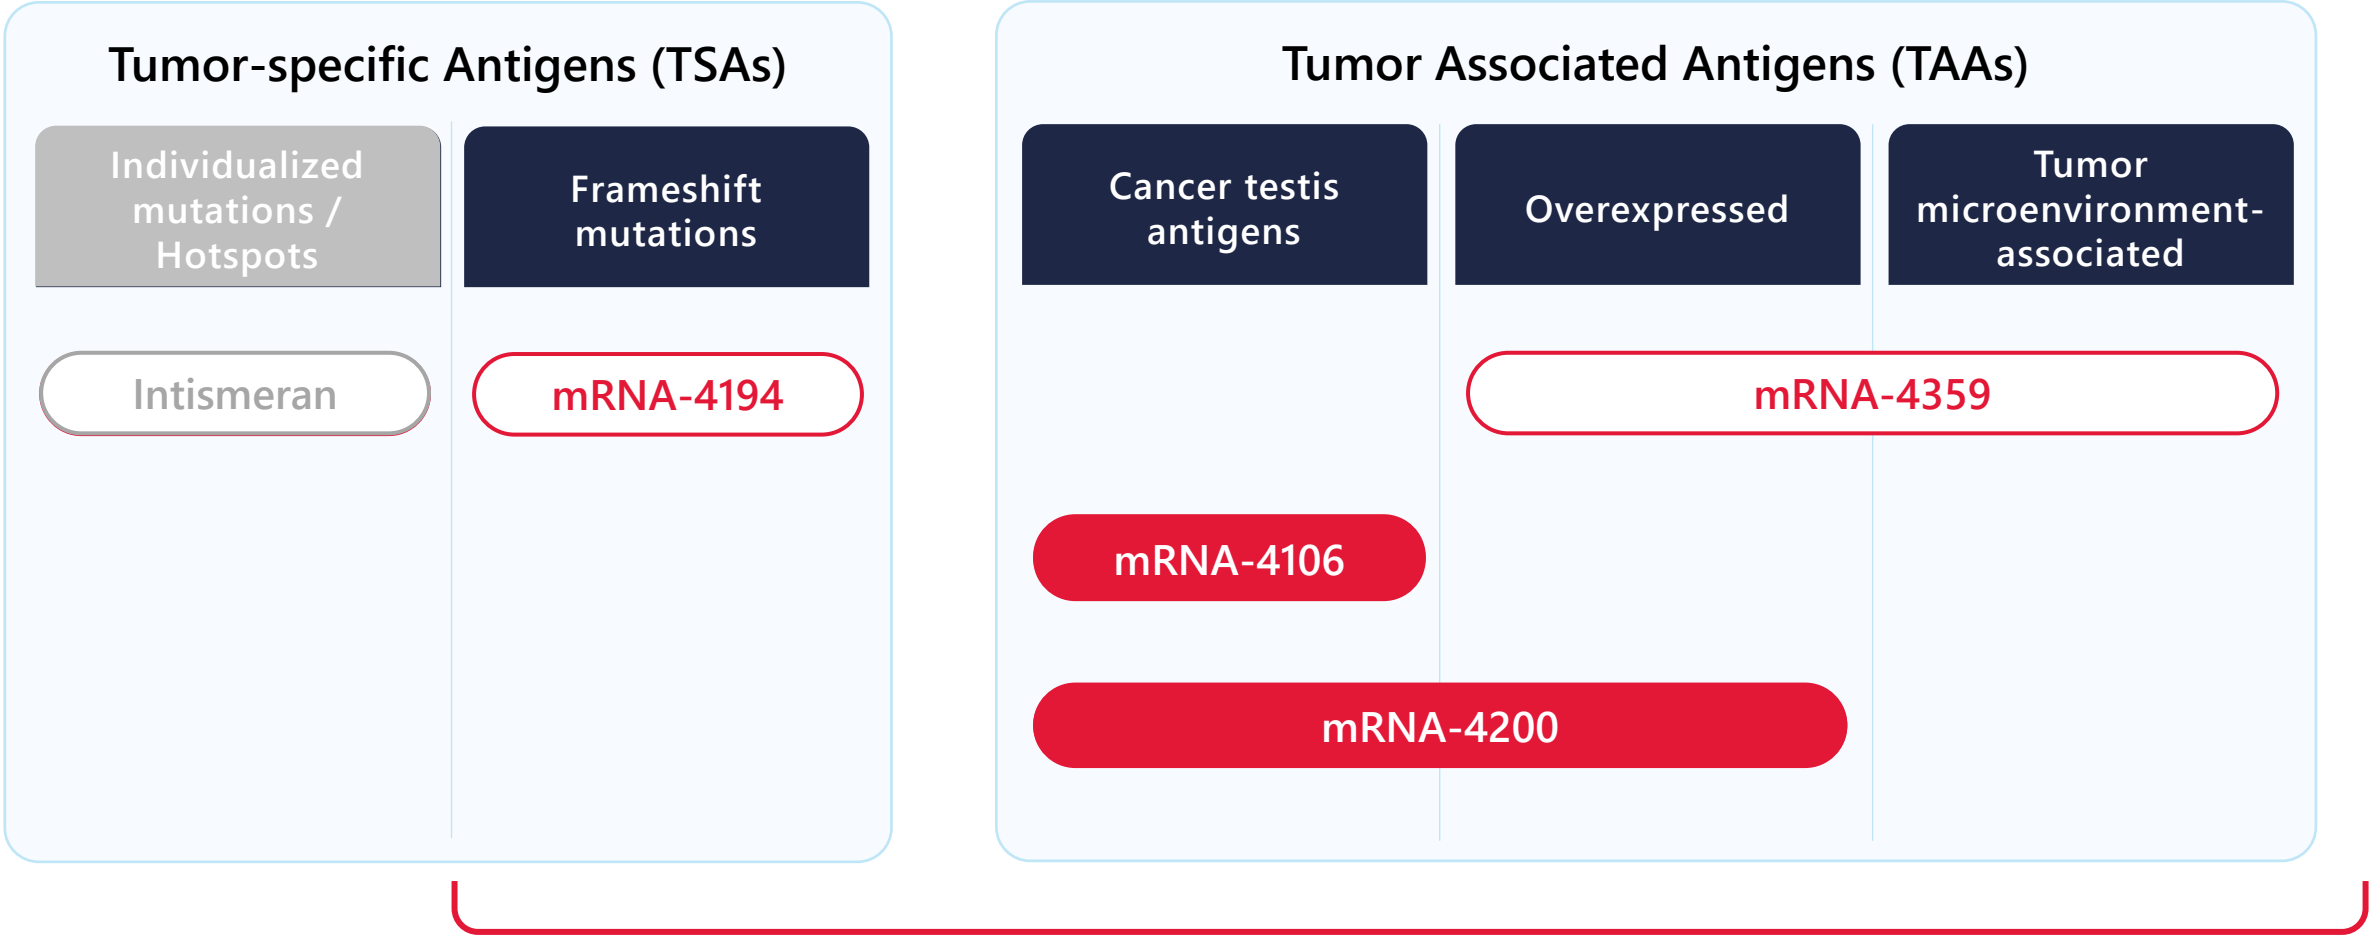 Tumor-specific Antigens (TSAs)
Individualized
mutations /
Hotspots
Frameshift
mutations
Intismeran
mRNA-4194
Tumor Associated Antigens (TAAs)
Cancer testis
antigens
Overexpressed
Tumor
microenvironment-
associated
mRNA-4359
mRNA-4106
mRNA-4200